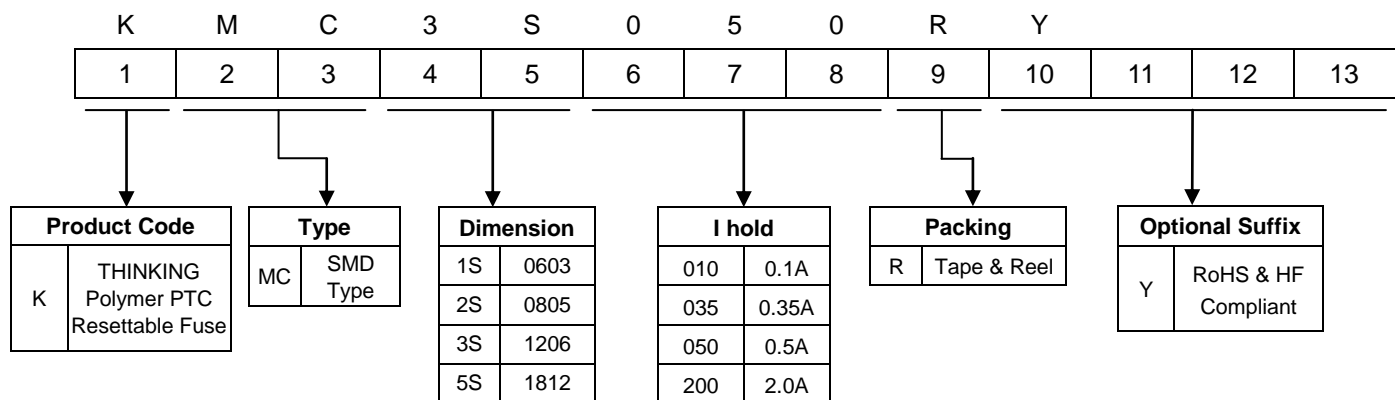 K M C 3 S 0 5 0 R Y
1 2 3 4 5 6 7 8 9 10 11 12 13
Product Code
K
THINKING
Polymer PTC
Resettable Fuse
Type
MC
SMD
Type
Dimension
1S 0603
2S 0805
3S 1206
5S 1812
I hold
010 0.1A
035 0.35A
050 0.5A
200 2.0A
Packing
R Tape & Reel
Optional Suffix
Y
RoHS & HF
Compliant